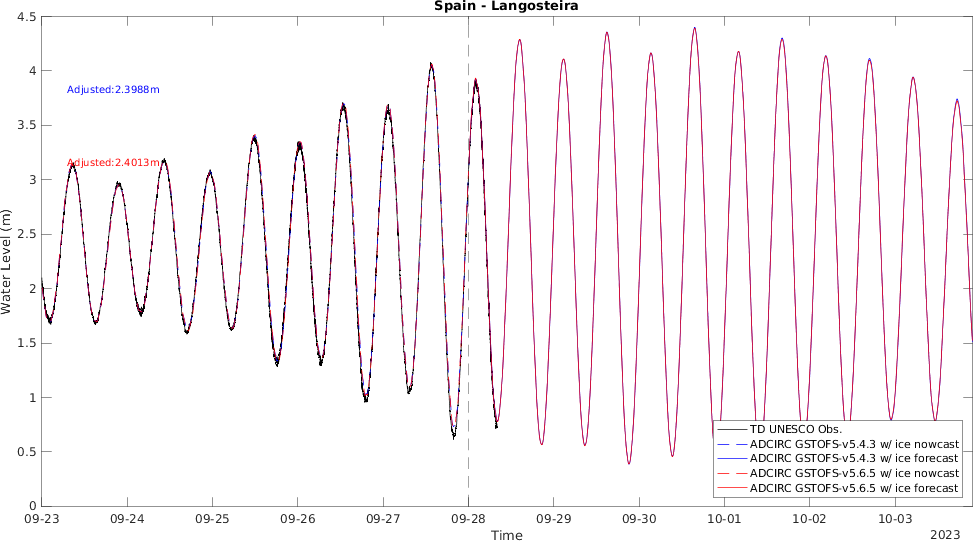 Spain - Langosteira
4.5
4
3.5
3
2.5
2
1.5
1
0.5
0
Water Level (m)
Adjusted:2.3988m
Adjusted:2.4013m
TD UNESCO Obs.
ADCIRC GSTOFS-v5.4.3 w/ ice nowcast
ADCIRC GSTOFS-v5.4.3 w/ ice forecast
ADCIRC GSTOFS-v5.6.5 w/ ice nowcast
ADCIRC GSTOFS-v5.6.5 w/ ice forecast
09-23 09-24 09-25 09-26 09-27 09-28 09-29 09-30 10-01 10-02 10-03
Time
2023